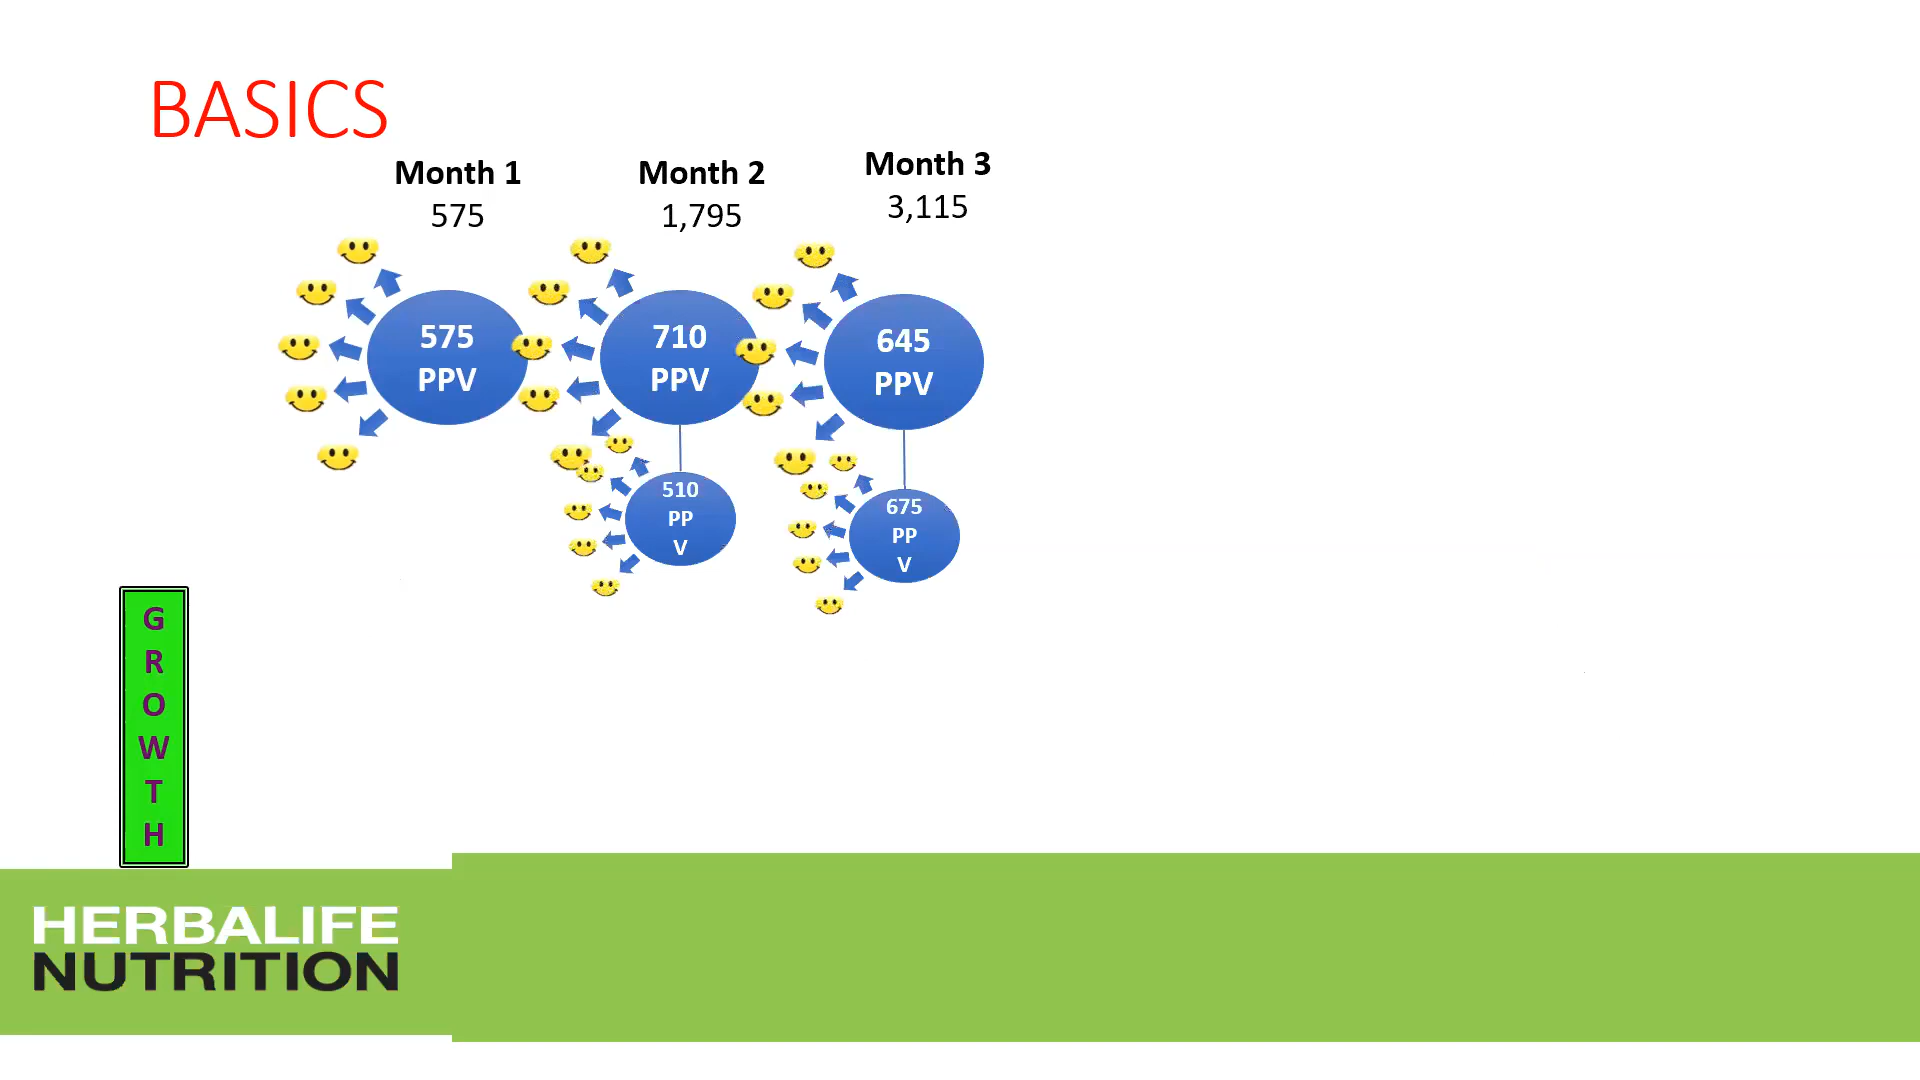 BASICS
Month 1
575
Month 2
1,795
Month 3
3,115
575
PPV
710
PPV
645
PPV
510
PP
V
675
PP
V
G
R
O
W
T
H
HERBALIFE
NUTRITION